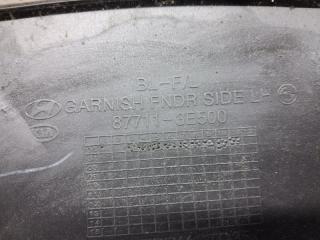 BL-F/L
GARNISH FNDR SIDE LH
87711-3E500